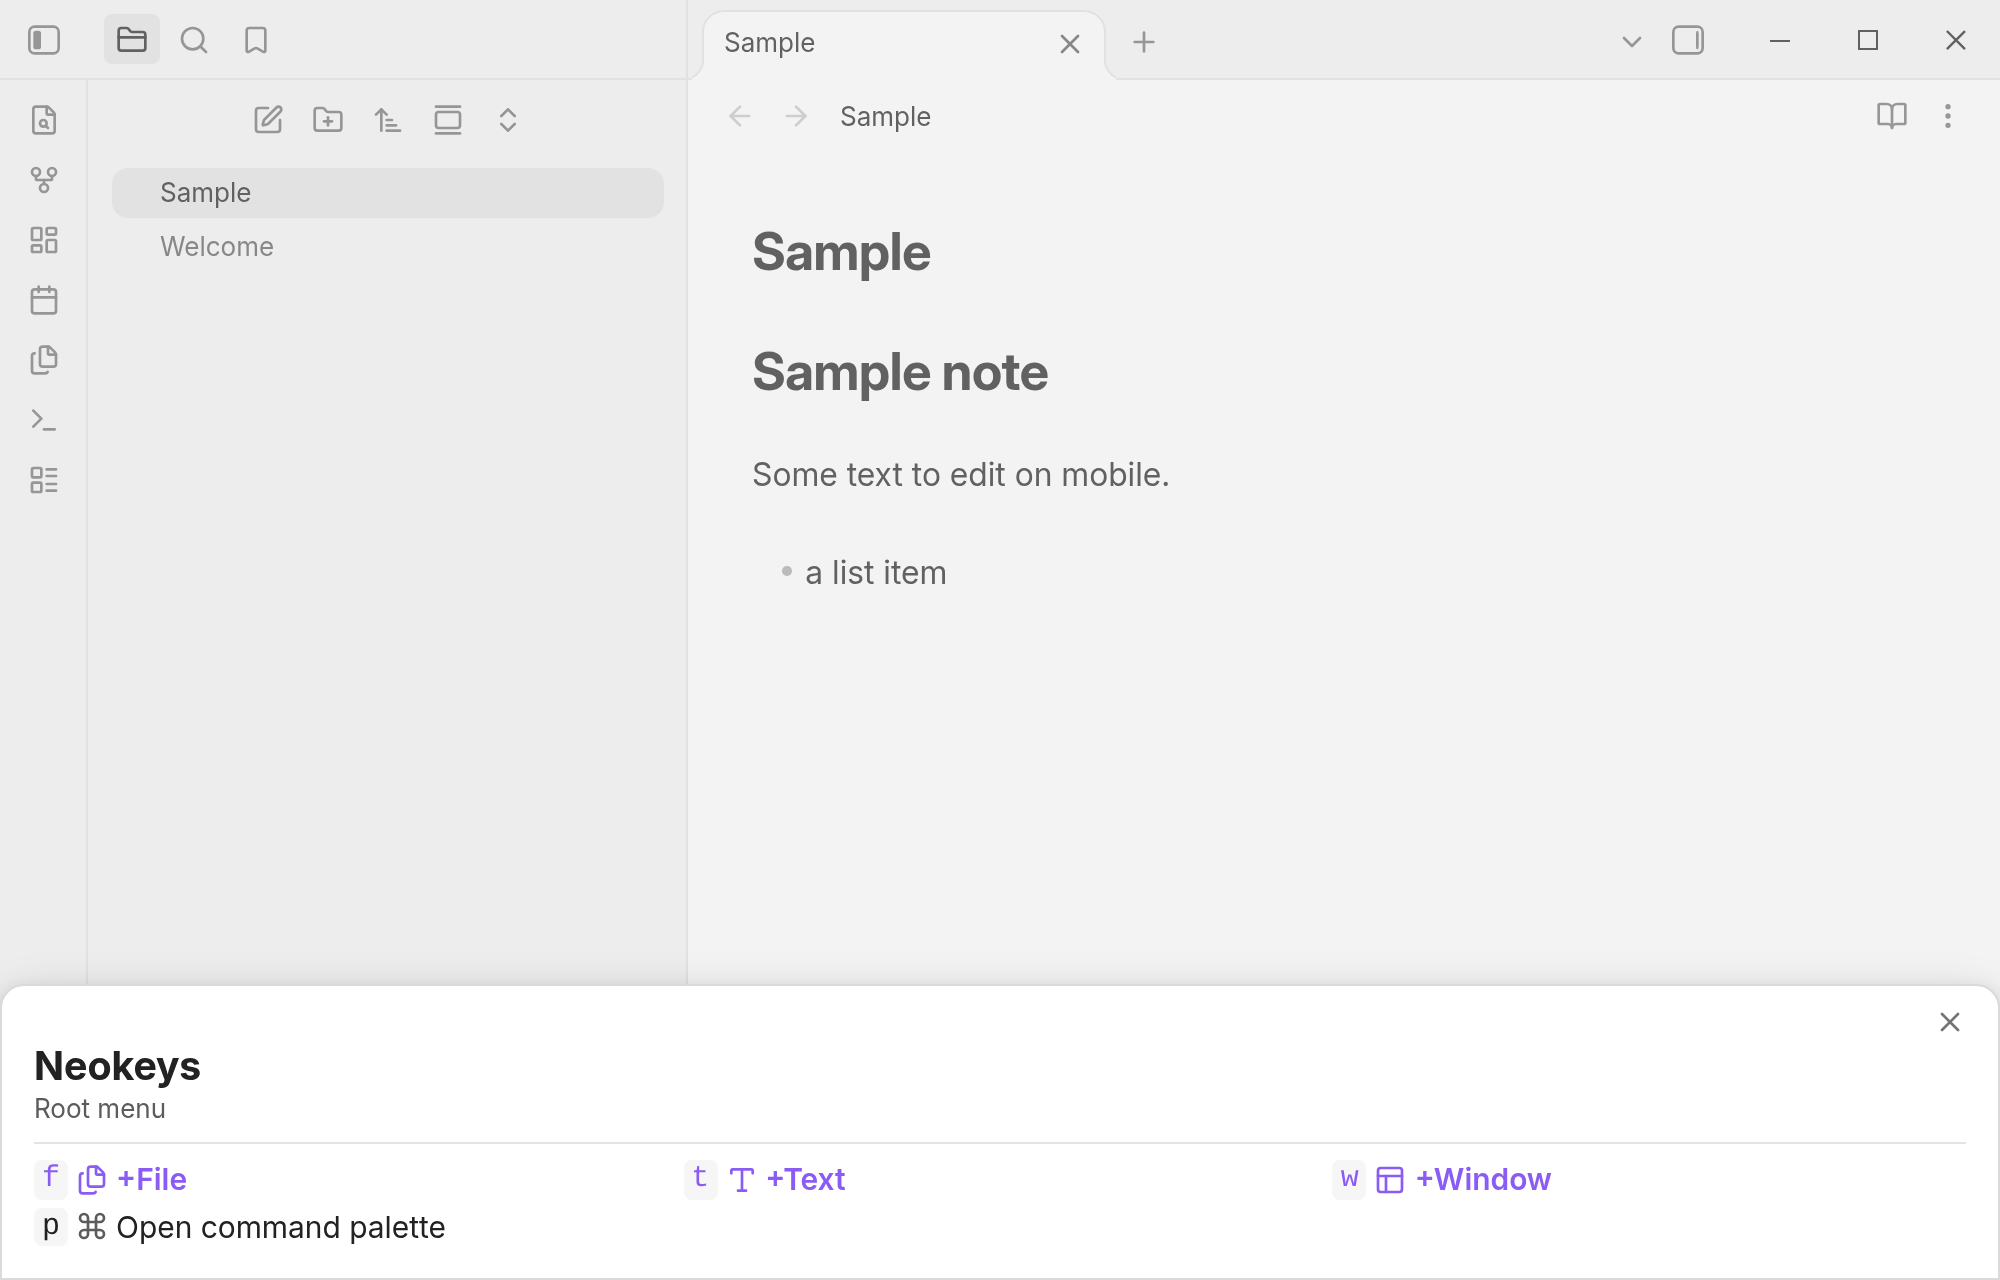 Sample
Sample
Sample
Welcome
Sample
Sample note
Some text to edit on mobile.
a list item
Neokeys
Root menu
f +File
t +Text
w +Window
p Open command palette